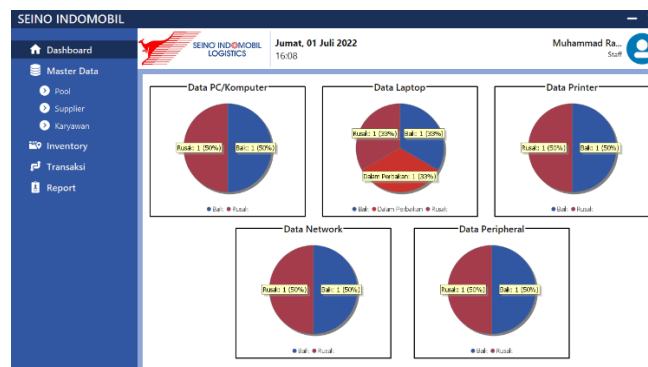 SEINO INDOMOBIL
Dashboard
Master Data
Pool
Supplier
Karyawan
Inventory
Transaksi
Report
SEINO INDOMOBIL
LOGISTICS
Jumat, 01 Juli 2022
16:08
Muhammad Ra...
Staff
Data PC/Komputer
Rusak: 1 (50%)
Baik: 1 (50%)
Baik Rusak
Data Laptop
Rusak: 1 (33%)
Baik: 1 (33%)
Dalam Perbaikan: 1 (33%)
Baik Dalam Perbaikan Rusak
Data Printer
Rusak: 1 (50%)
Baik: 1 (50%)
Baik Rusak
Data Network
Rusak: 1 (50%)
Baik: 1 (50%)
Baik Rusak
Data Peripheral
Rusak: 1 (50%)
Baik: 1 (50%)
Baik Rusak